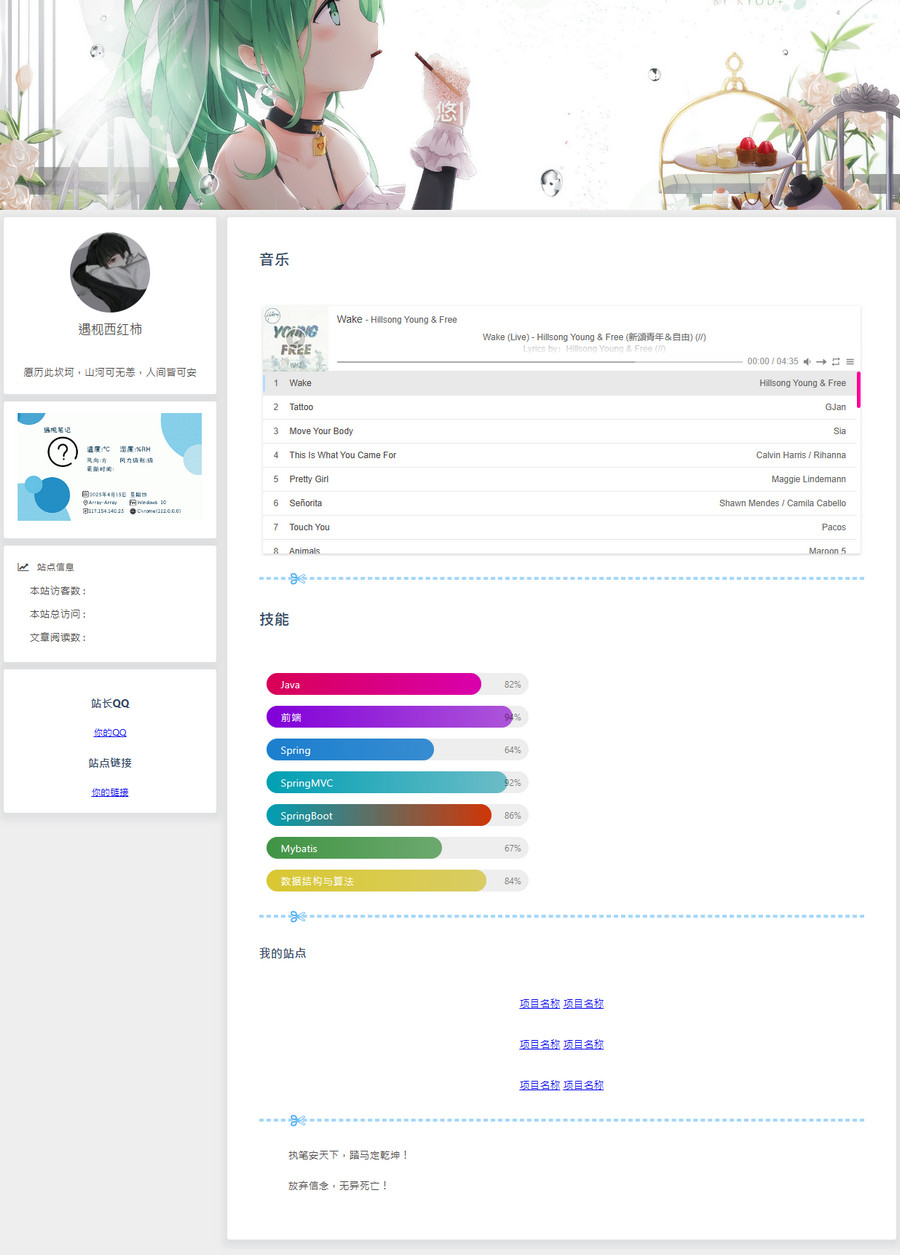 BY RYUD+
悠
遇枧西红柿
愿历此坎坷，山河可无恙，人间皆可安
遇枧笔记
温度:℃ 湿度:%RH
风向:方 风力级别:级
更新时间:
2025年4月15日 星期四
Array-Array Windows 10
117.154.140.23 Chrome(112.0.0.0)
站点信息
本站访客数：
本站总访问：
文章阅读数：
站长QQ
你的QQ
站点链接
你的链接
音乐
YOUNG
FREE
Wake - Hillsong Young & Free
Wake (Live) - Hillsong Young & Free (新頌青年＆自由) (//)
Lyrics by：Hillsong Young & Free (//)
00:00 / 04:35
1 Wake Hillsong Young & Free
2 Tattoo GJan
3 Move Your Body Sia
4 This Is What You Came For Calvin Harris / Rihanna
5 Pretty Girl Maggie Lindemann
6 Señorita Shawn Mendes / Camila Cabello
7 Touch You Pacos
8 Animals Maroon 5
技能
Java 82%
前端 94%
Spring 64%
SpringMVC 92%
SpringBoot 86%
Mybatis 67%
数据结构与算法 84%
我的站点
项目名称 项目名称
项目名称 项目名称
项目名称 项目名称
执笔安天下，踏马定乾坤！
放弃信念，无异死亡！